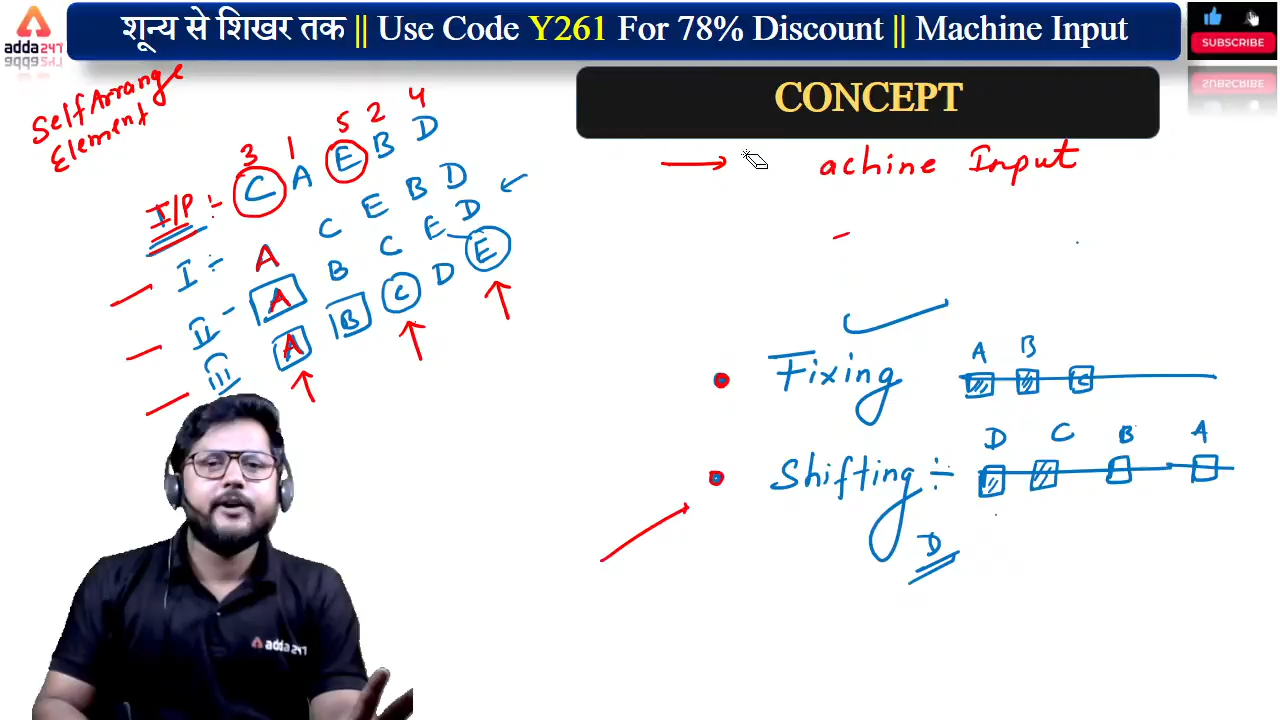 शून्य से शिखर तक || Use Code Y261 For 78% Discount || Machine Input
adda247
SUBSCRIBE
CONCEPT
Self Arrange
Element
3 1 5 2 4
I/P :- C A E B D
I :- A C E B D
II - A B C E D
III A B C D E
achine Input
Fixing
A B
C
Shifting :-
D C B A
D
adda247